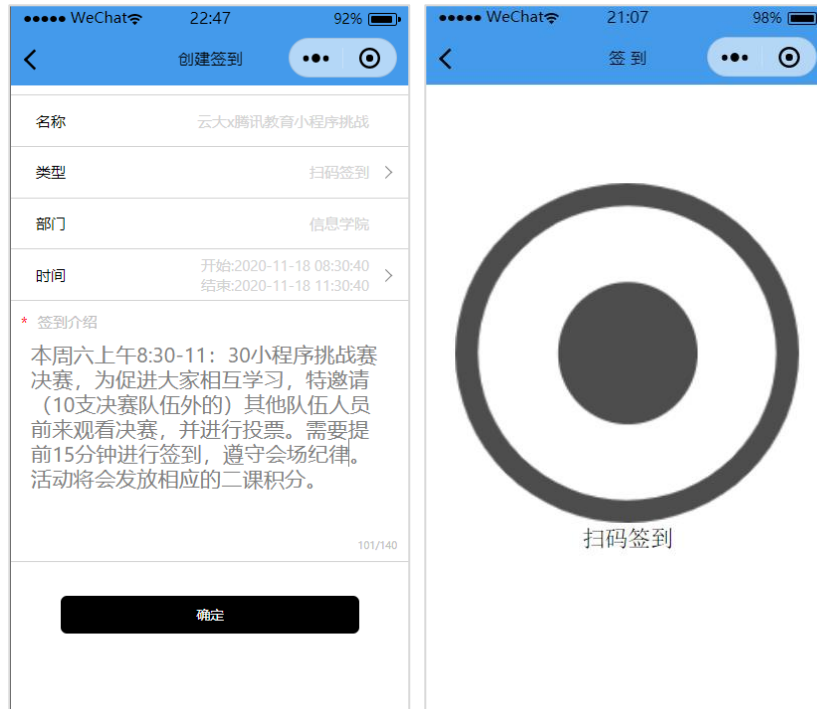 WeChat 22:47 92%
创建签到
名称 云大x腾讯教育小程序挑战
类型 扫码签到
部门 信息学院
时间 开始:2020-11-18 08:30:40
结束:2020-11-18 11:30:40
* 签到介绍
本周六上午8:30-11：30小程序挑战赛
决赛，为促进大家相互学习，特邀请
（10支决赛队伍外的）其他队伍人员
前来观看决赛，并进行投票。需要提
前15分钟进行签到，遵守会场纪律。
活动将会发放相应的二课积分。
101/140
确定
WeChat 21:07 98%
签 到
扫码签到